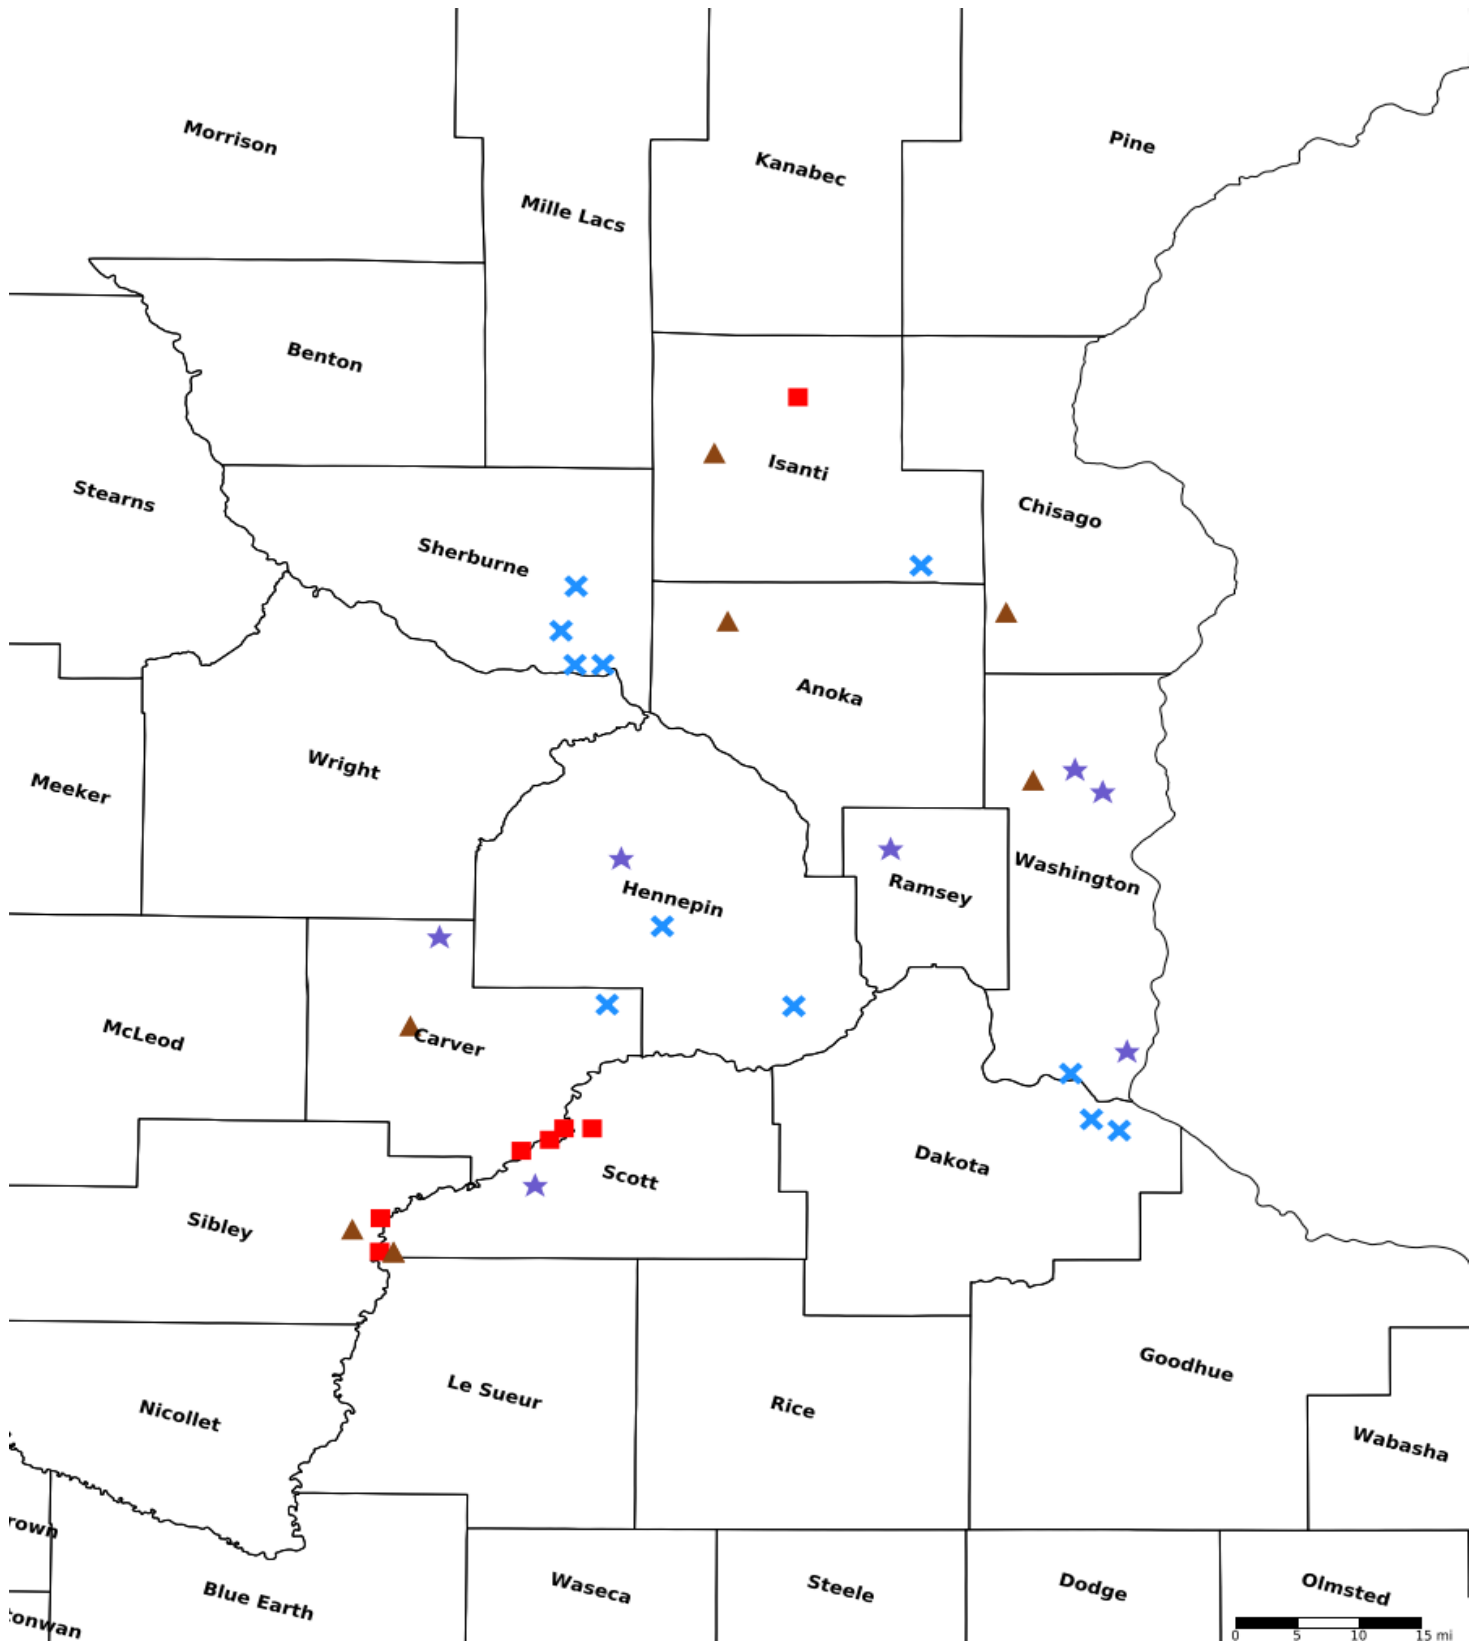 Morrison
Pine
Kanabec
Mille Lacs
Benton
Isanti
Stearns
Chisago
Sherburne
Anoka
Wright
Meeker
Washington
Ramsey
Hennepin
McLeod
Carver
Dakota
Scott
Sibley
Goodhue
Le Sueur
Rice
Nicollet
Wabasha
rown
Blue Earth
Waseca
Steele
Dodge
Olmsted
tonwan
0 5 10 15 mi